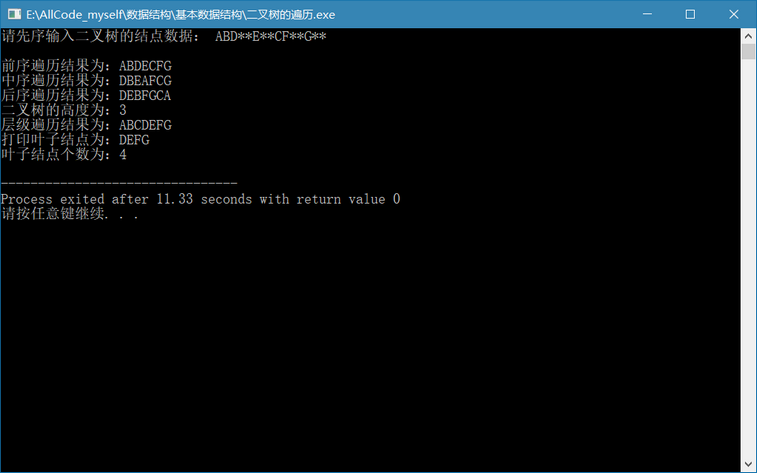 E:\AllCode_myself\数据结构\基本数据结构\二叉树的遍历.exe
请先序输入二叉树的结点数据： ABD**E**CF**G**
前序遍历结果为：ABDECFG
中序遍历结果为：DBEAFCG
后序遍历结果为：DEBFGCA
二叉树的高度为：3
层级遍历结果为：ABCDEFG
打印叶子结点为：DEFG
叶子结点个数为：4
--------------------------------
Process exited after 11.33 seconds with return value 0
请按任意键继续. . .